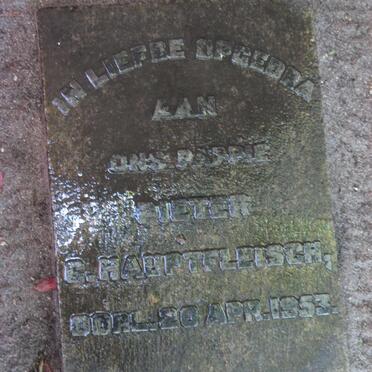 IN LIEFDE OPGEDRA
AAN
ONS PAPPIE
PIETER
G. HAUPTFLEISCH,
OORL. 20 APR. 1953.